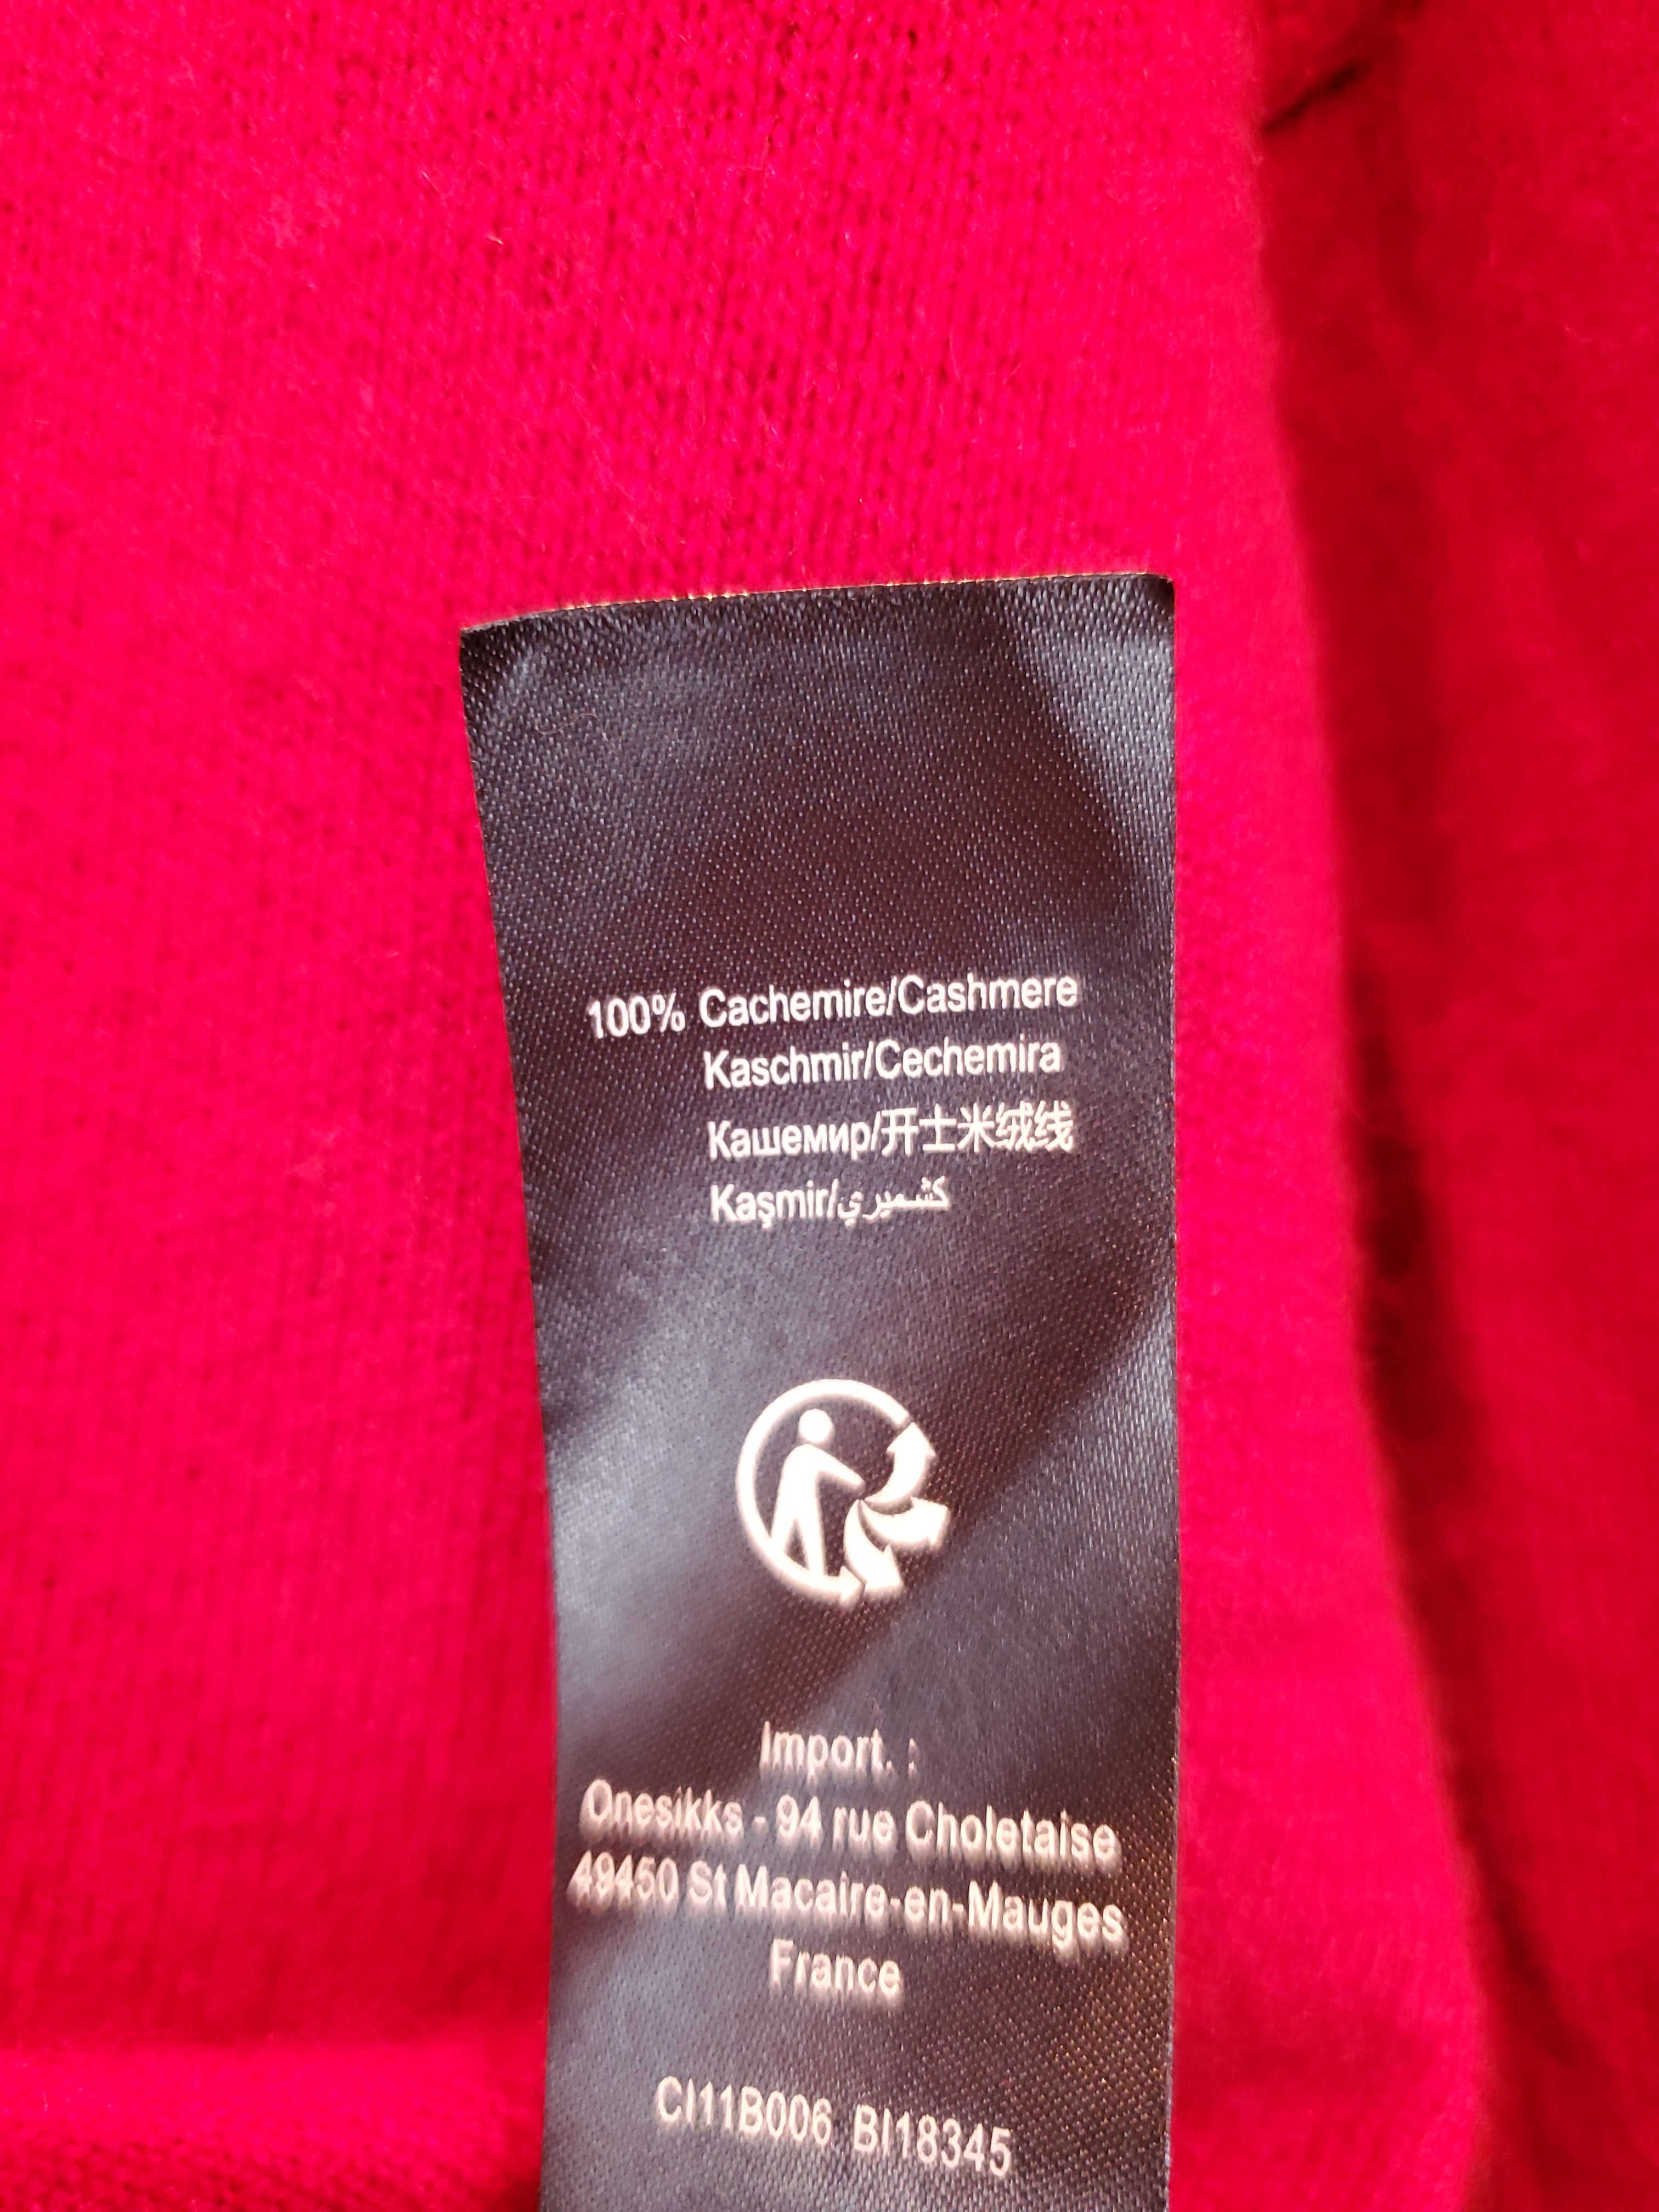 100% Cachemire/Cashmere
Kaschmir/Cechemira
Кашемир/开士米绒线
Kaşmir/كشميري
Import. :
Onesikks - 94 rue Choletaise
49450 St Macaire-en-Mauges
France
CI11B006 BI18345